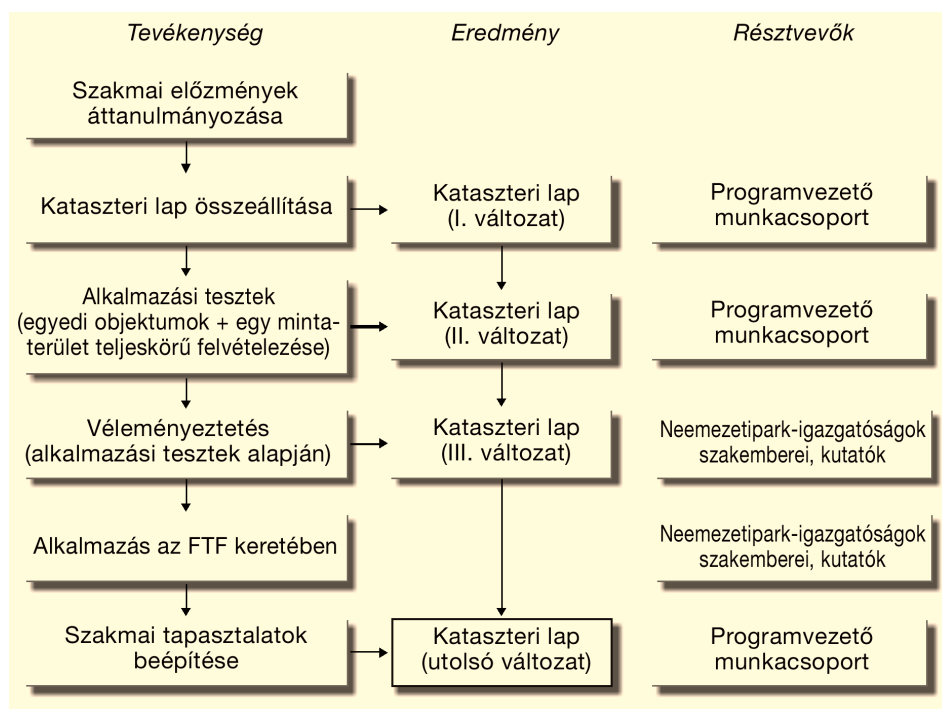 Tevékenység
Eredmény
Résztvevők
Szakmai előzmények
áttanulmányozása
Kataszteri lap összeállítása
Kataszteri lap
(I. változat)
Programvezető
munkacsoport
Alkalmazási tesztek
(egyedi objektumok + egy minta-
terület teljeskörű felvételezése)
Kataszteri lap
(II. változat)
Programvezető
munkacsoport
Véleményeztetés
(alkalmazási tesztek alapján)
Kataszteri lap
(III. változat)
Neemezetipark-igazgatóságok
szakemberei, kutatók
Alkalmazás az FTF keretében
Neemezetipark-igazgatóságok
szakemberei, kutatók
Szakmai tapasztalatok
beépítése
Kataszteri lap
(utolsó változat)
Programvezető
munkacsoport